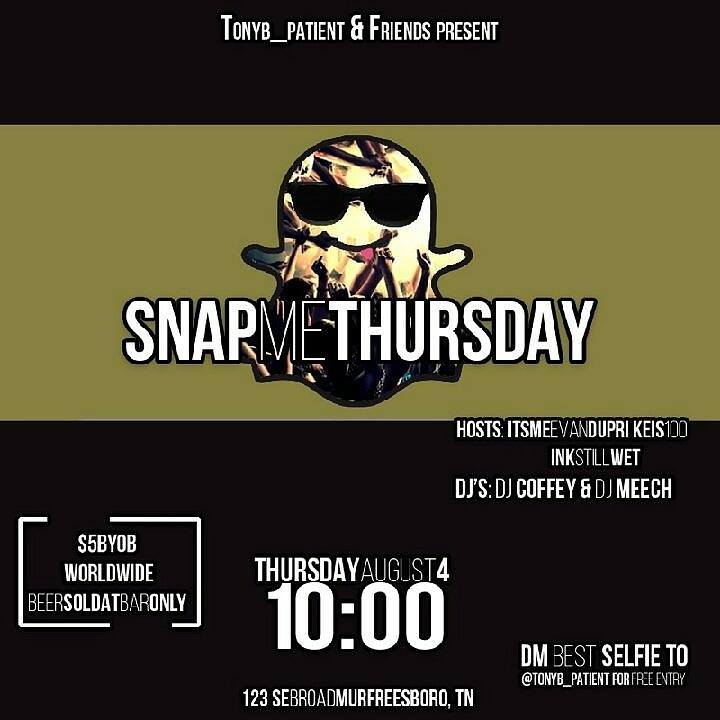 TONYB_PATIENT & FRIENDS PRESENT
SNAPMETHURSDAY
HOSTS: ITSMEEVANDUPRI KEIS100
INKSTILLWET
DJ'S: DJ COFFEY & DJ MEECH
S5BYOB
WORLDWIDE
BEERSOLDATBARONLY
THURSDAYAUGUST4
10:00
DM BEST SELFIE TO
@TONYB_PATIENT FOR FREE ENTRY
123 SEBROADMURFREESBORO, TN